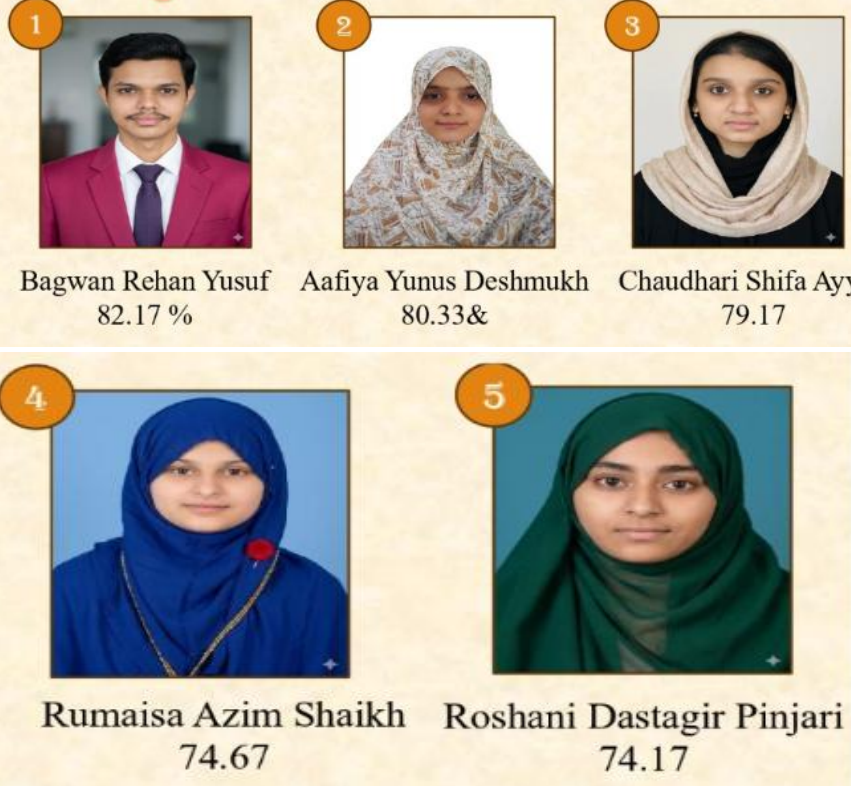 1
2
3
Bagwan Rehan Yusuf
82.17 %
Aafiya Yunus Deshmukh
80.33&
Chaudhari Shifa
79.17
4
5
Rumaisa Azim Shaikh
74.67
Roshani Dastagir Pinjari
74.17